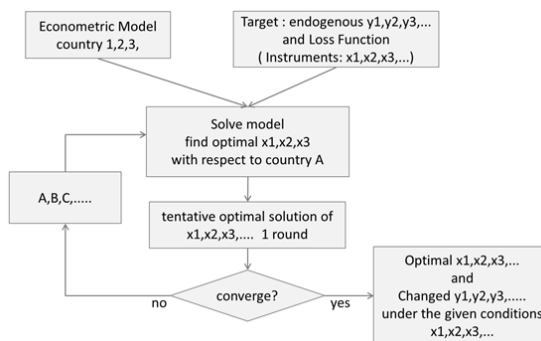 Econometric Model
country 1,2,3,
Target : endogenous y1,y2,y3,...
and Loss Function
( Instruments: x1,x2,x3,...)
Solve model
find optimal x1,x2,x3
with respect to country A
A,B,C,.....
tentative optimal solution of
x1,x2,x3,.... 1 round
converge?
no
yes
Optimal x1,x2,x3,...
and
Changed y1,y2,y3,.....
under the given conditions
x1,x2,x3,...